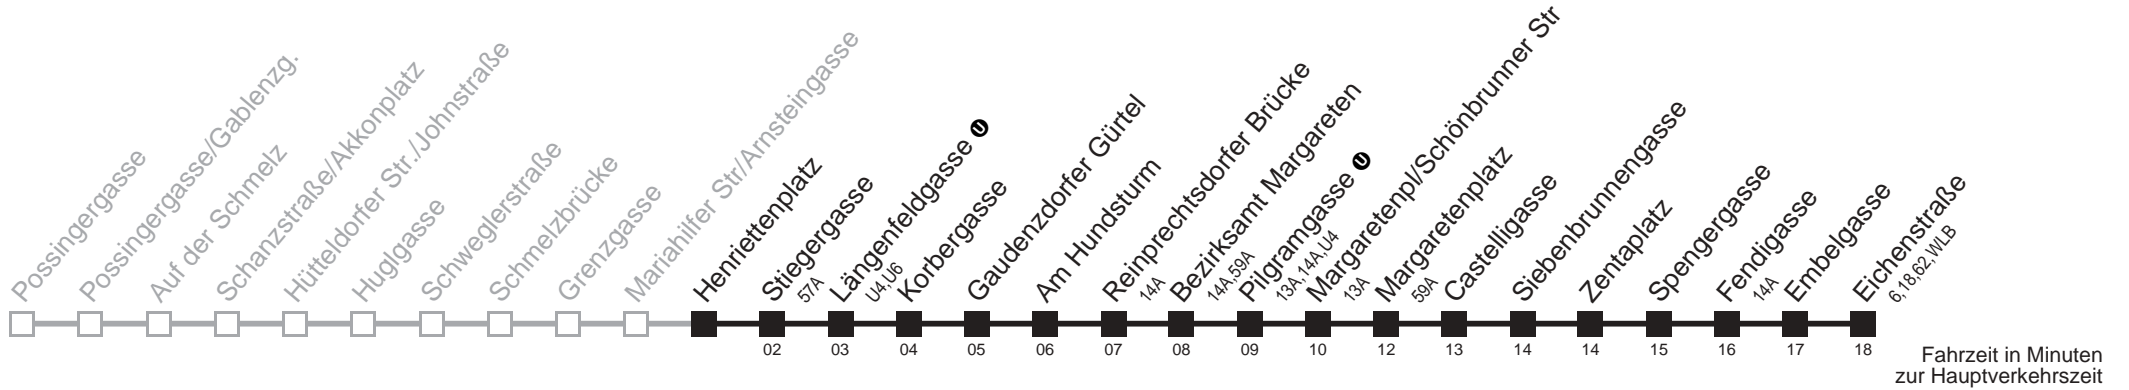 Possingergasse
Possingergasse/Gablenzg.
Auf der Schmelz
Schanzstraße/Akkonplatz
Hütteldorfer Str./Johnstraße
Huglgasse
Schweglerstraße
Schmelzbrücke
Grenzgasse
Mariahilfer Str/Arnsteingasse
Henriettenplatz
Stiegergasse
57A
Längenfeldgasse U
U4,U6
Korbergasse
Gaudenzdorfer Gürtel
Am Hundsturm
Reinprechtsdorfer Brücke
14A
Bezirksamt Margareten
14A,59A
Pilgramgasse U
13A,14A,U4
Margaretenpl/Schönbrunner Str
13A
Margaretenplatz
59A
Castelligasse
Siebenbrunnengasse
Zentaplatz
Spengergasse
Fendigasse
14A
Embelgasse
Eichenstraße
6,18,62,WLB
02 03 04 05 06 07 08 09 10 12 13 14 14 15 16 17 18
Fahrzeit in Minuten
zur Hauptverkehrszeit